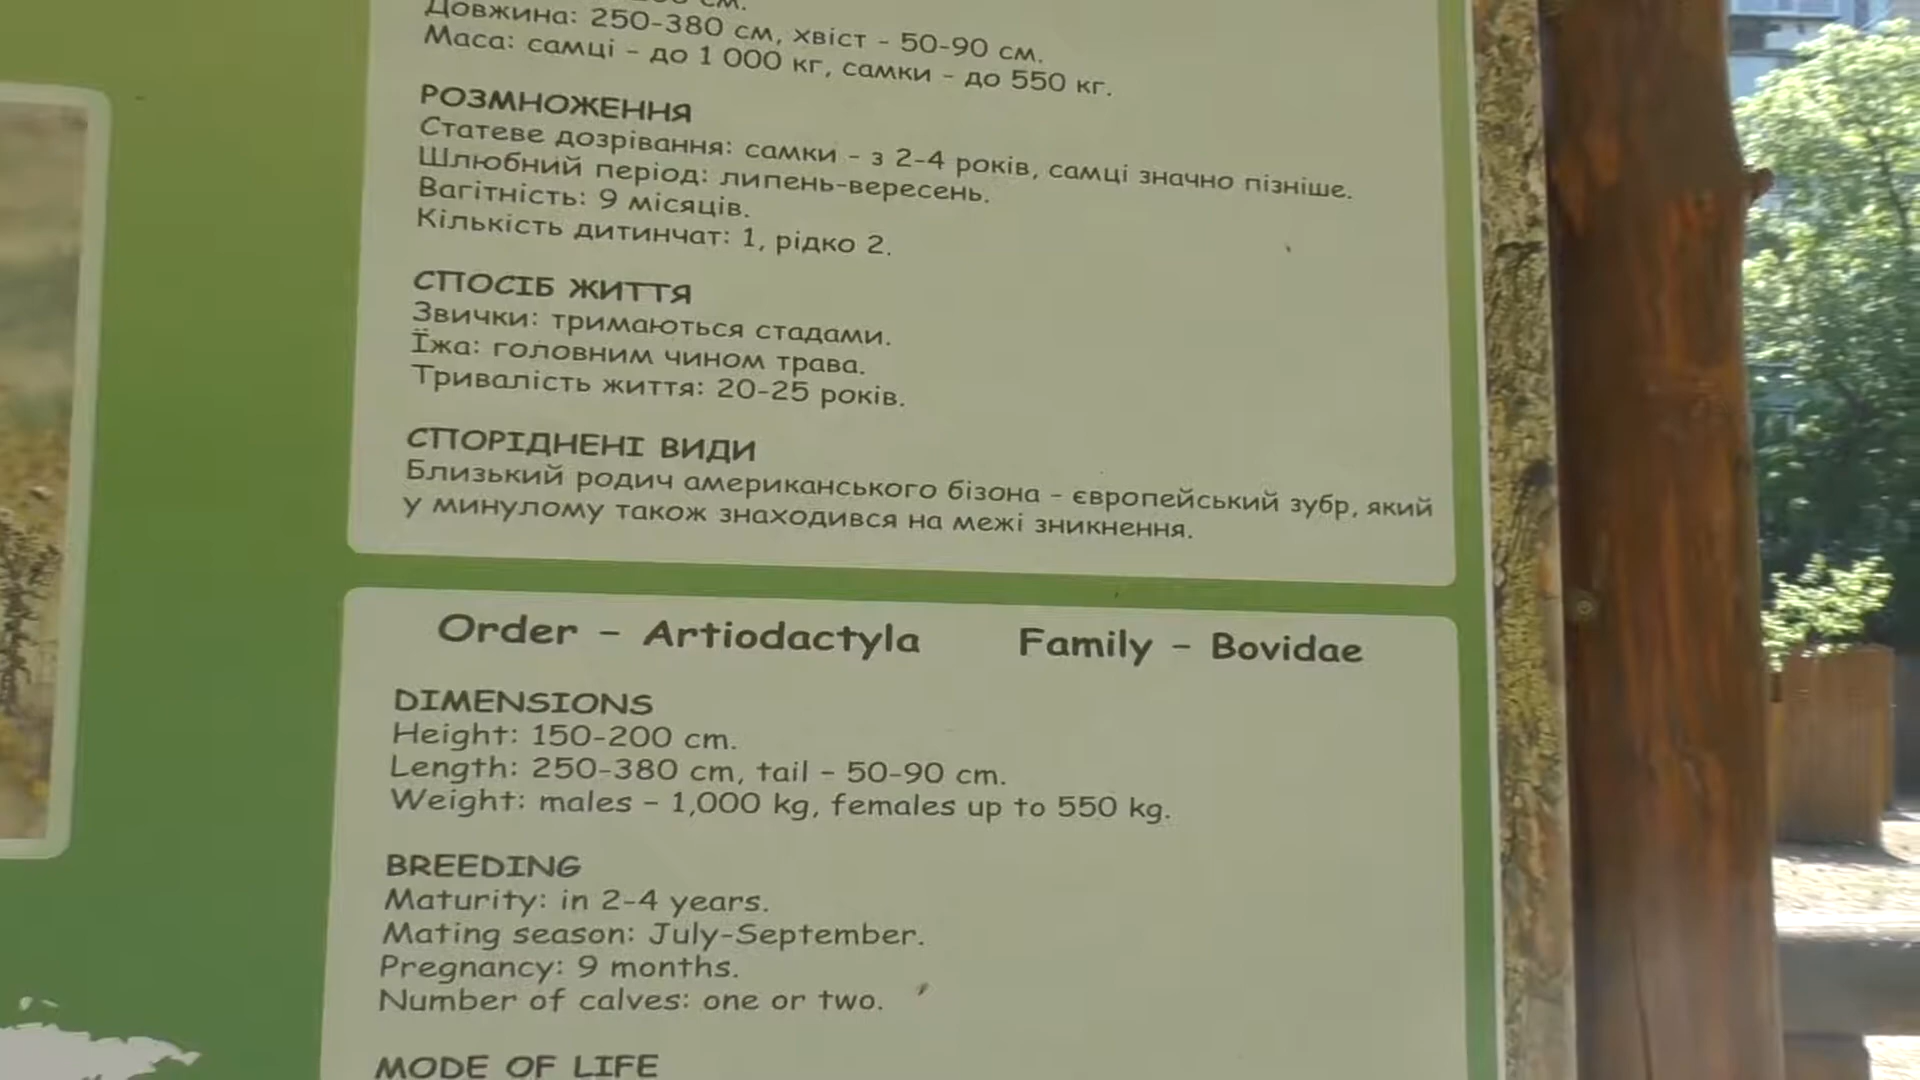 см.
Довжина: 250-380 см, хвіст - 50-90 см.
Маса: самці - до 1 000 кг, самки - до 550 кг.
РОЗМНОЖЕННЯ
Статеве дозрівання: самки - з 2-4 років, самці значно пізніше.
Шлюбний період: липень-вересень.
Вагітність: 9 місяців.
Кількість дитинчат: 1, рідко 2.
СПОСІБ ЖИТТЯ
Звички: тримаються стадами.
Їжа: головним чином трава.
Тривалість життя: 20-25 років.
СПОРІДНЕНІ ВИДИ
Близький родич американського бізона - європейський зубр, який
у минулому також знаходився на межі зникнення.
Order - Artiodactyla Family - Bovidae
DIMENSIONS
Height: 150-200 cm.
Length: 250-380 cm, tail - 50-90 cm.
Weight: males - 1,000 kg, females up to 550 kg.
BREEDING
Maturity: in 2-4 years.
Mating season: July-September.
Pregnancy: 9 months.
Number of calves: one or two.
MODE OF LIFE